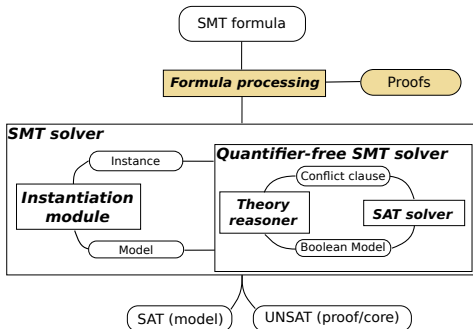 SMT formula
Formula processing
Proofs
SMT solver
Instance
Quantifier-free SMT solver
Conflict clause
Instantiation
module
Theory
reasoner
SAT solver
Model
Boolean Model
SAT (model)
UNSAT (proof/core)